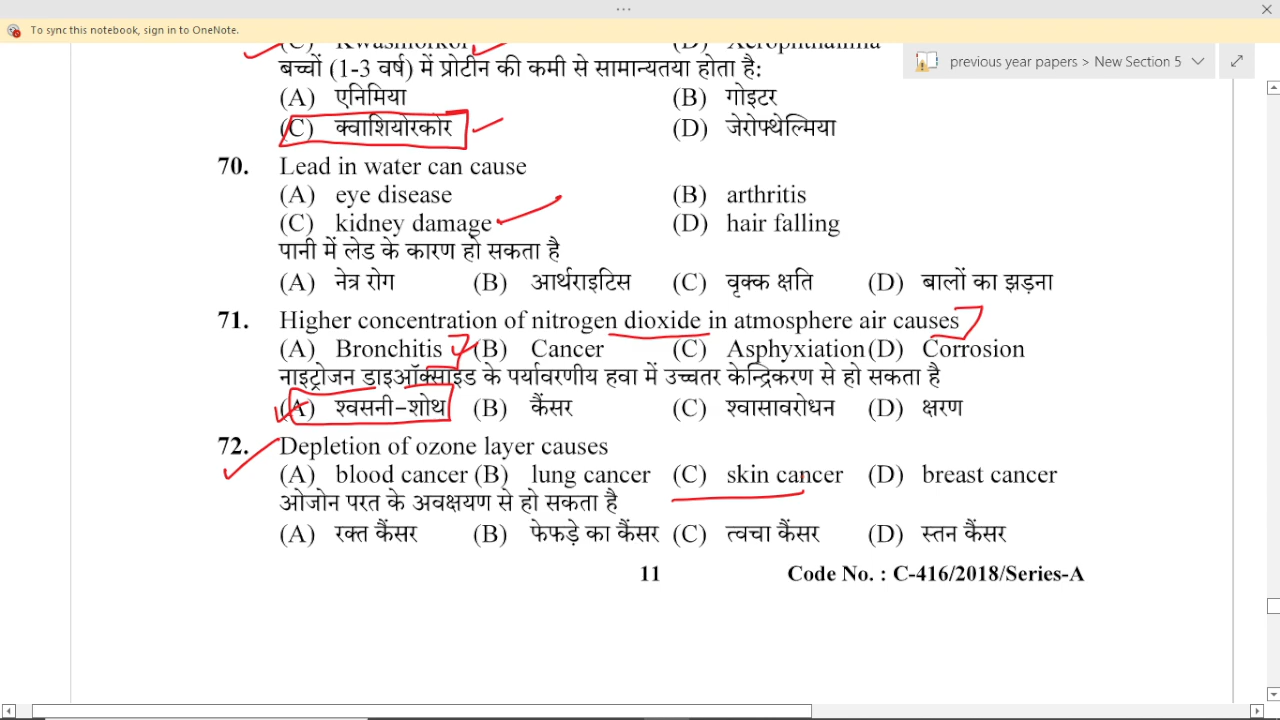 To sync this notebook, sign in to OneNote.
previous year papers > New Section 5
(C) Kwashiorkor (D) Xerophthalmia
बच्चों (1-3 वर्ष) में प्रोटीन की कमी से सामान्यतया होता है:
(A) एनिमिया (B) गोइटर
(C) क्वाशियोरकोर (D) जेरोफ्थेल्मिया
70. Lead in water can cause
(A) eye disease (B) arthritis
(C) kidney damage (D) hair falling
पानी में लेड के कारण हो सकता है
(A) नेत्र रोग (B) आर्थराइटिस (C) वृक्क क्षति (D) बालों का झड़ना
71. Higher concentration of nitrogen dioxide in atmosphere air causes
(A) Bronchitis (B) Cancer (C) Asphyxiation (D) Corrosion
नाइट्रोजन डाइऑक्साइड के पर्यावरणीय हवा में उच्चतर केन्द्रिकरण से हो सकता है
(A) श्वसनी-शोथ (B) कैंसर (C) श्वासावरोधन (D) क्षरण
72. Depletion of ozone layer causes
(A) blood cancer (B) lung cancer (C) skin cancer (D) breast cancer
ओजोन परत के अवक्षयण से हो सकता है
(A) रक्त कैंसर (B) फेफड़े का कैंसर (C) त्वचा कैंसर (D) स्तन कैंसर
11 Code No. : C-416/2018/Series-A